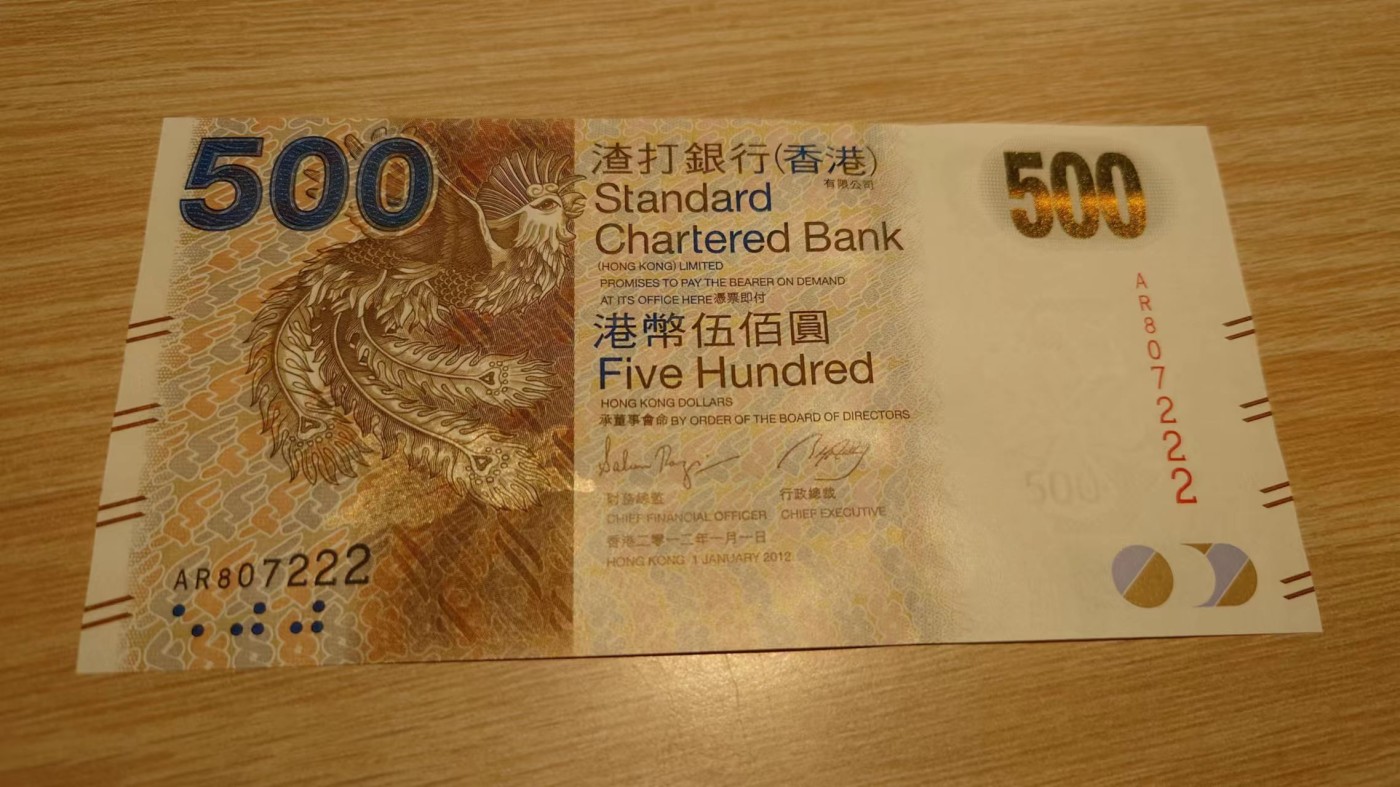 500
渣打銀行(香港)
有限公司
Standard
Chartered Bank
(HONG KONG) LIMITED
PROMISES TO PAY THE BEARER ON DEMAND
AT ITS OFFICE HERE 憑票即付
港幣伍佰圓
Five Hundred
HONG KONG DOLLARS
承董事會命 BY ORDER OF THE BOARD OF DIRECTORS
財務總監
CHIEF FINANCIAL OFFICER
行政總裁
CHIEF EXECUTIVE
香港二零一二年一月一日
HONG KONG 1 JANUARY 2012
AR807222
500
AR807222
500